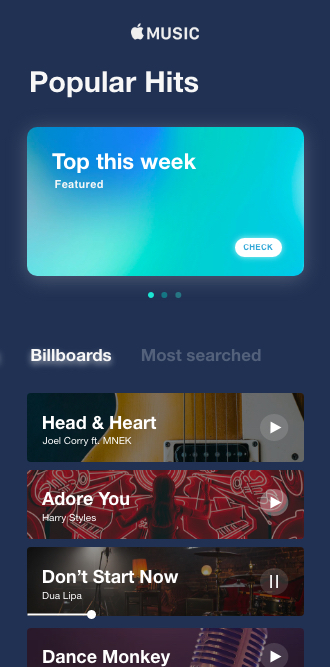 MUSIC
Popular Hits
Top this week
Featured
CHECK
Billboards Most searched
Head & Heart
Joel Corry ft. MNEK
Adore You
Harry Styles
Don't Start Now
Dua Lipa
Dance Monkey